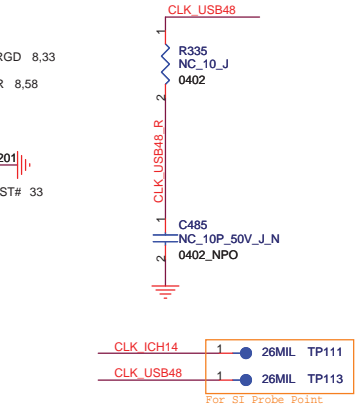 CLK_USB48
1
R335
NC_10_J
0402
2
RGD 8,33
R 8,58
CLK_USB48_R
201
ST# 33
1
C485
NC_10P_50V_J_N
0402_NPO
2
CLK_ICH14 1 26MIL TP111
CLK_USB48 1 26MIL TP113
For SI Probe Point